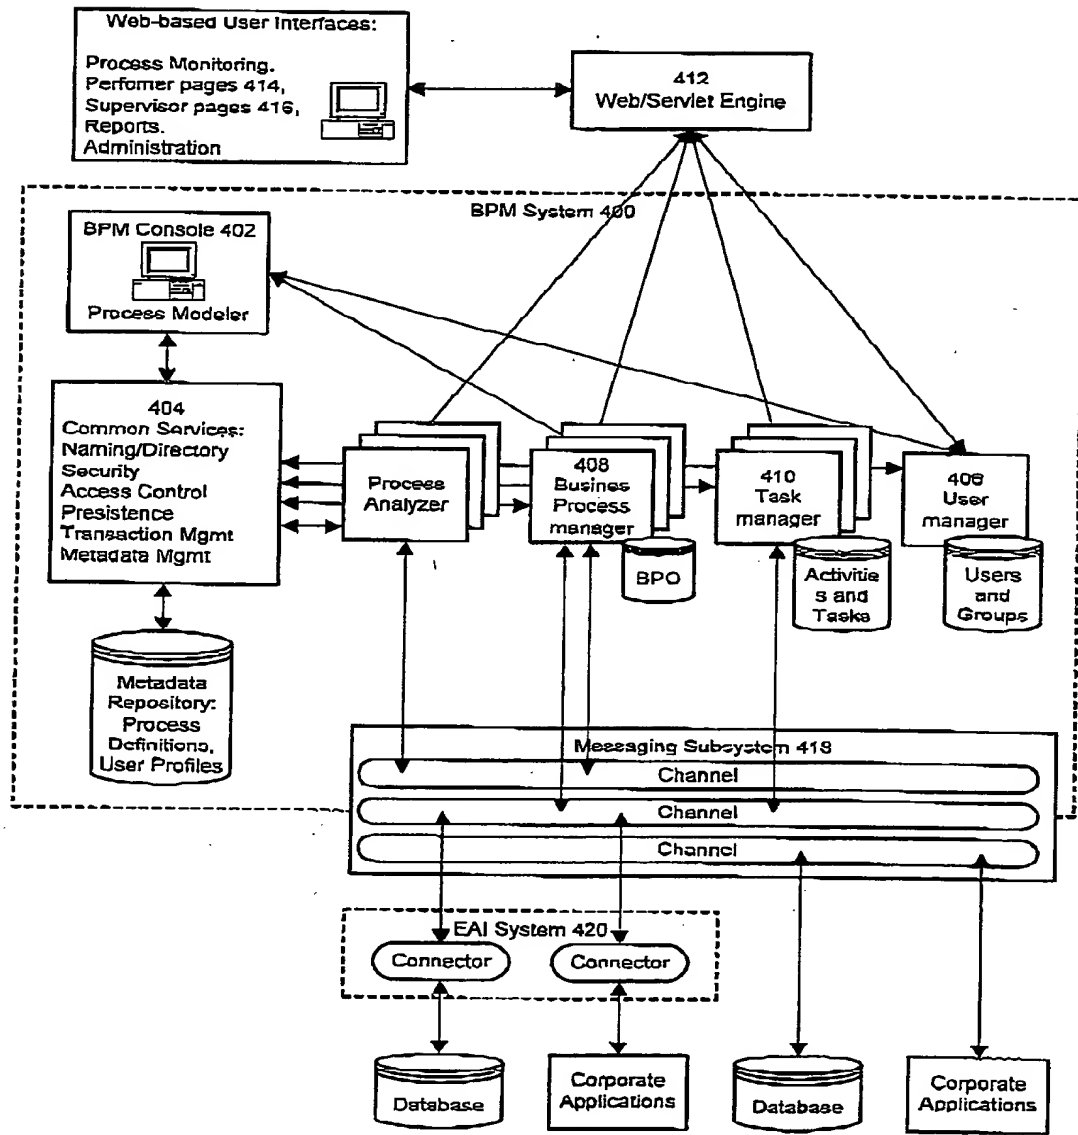 Web-based User Interfaces:
Process Monitoring.
Performer pages 414,
Supervisor pages 416,
Reports.
Administration
412
Web/Servlet Engine
BPM System 400
BPM Console 402
Process Modeler
404
Common Services:
Naming/Directory
Security
Access Control
Presistence
Transaction Mgmt
Metadata Mgmt
Process
Analyzer
408
Busines
Process
manager
410
Task
manager
406
User
manager
BPO
Activitie
s and
Tasks
Users
and
Groups
Metadata
Repository:
Process
Definitions,
User Profiles
Messaging Subsystem 418
Channel
Channel
Channel
EAI System 420
Connector
Connector
Database
Corporate
Applications
Database
Corporate
Applications